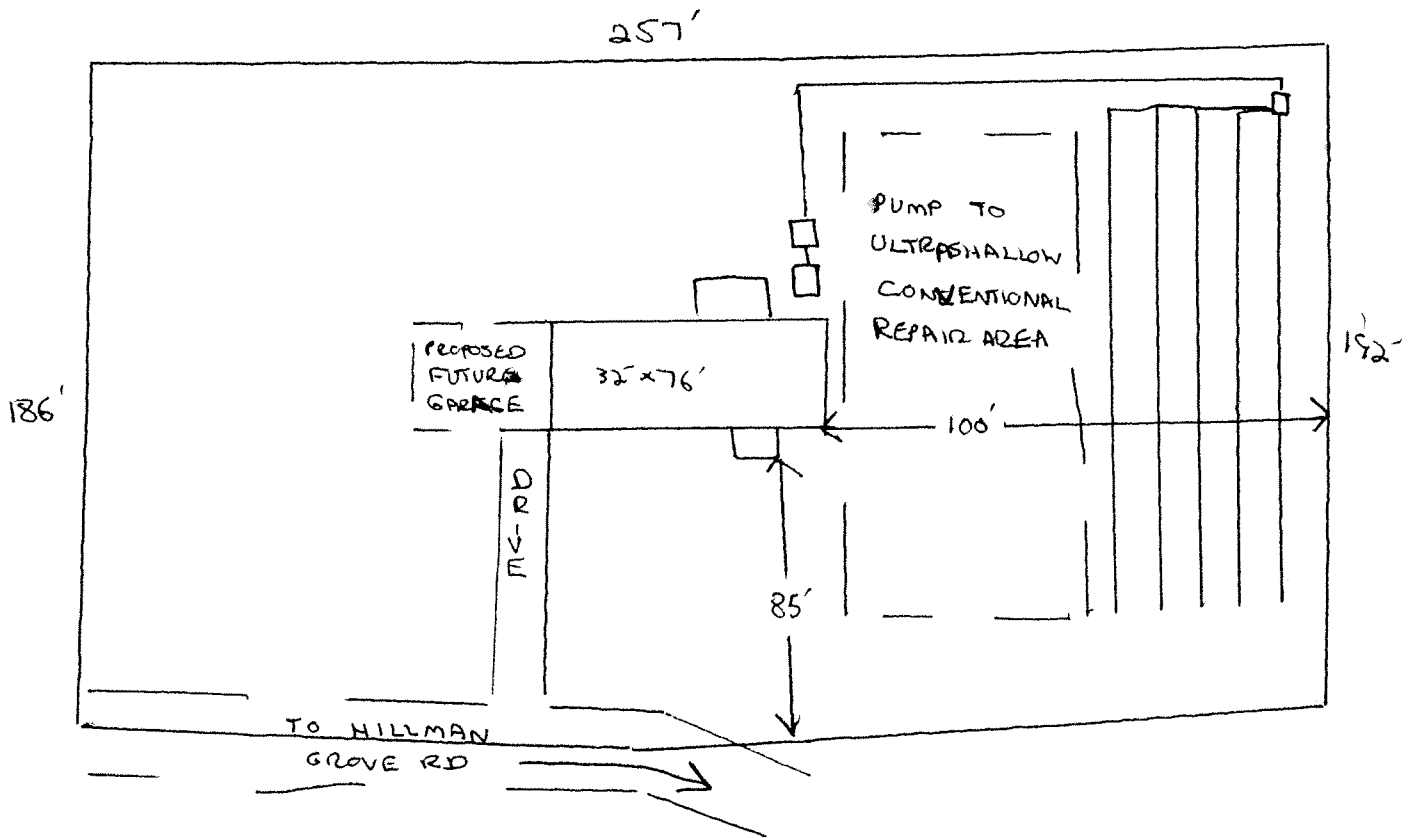 257'
PUMP TO
ULTRASHALLOW
CONVENTIONAL
REPAIR AREA
PROPOSED
FUTURE
GARAGE
32' x 76'
186'
192'
100'
DRIVE
85'
TO HILLMAN
GROVE RD